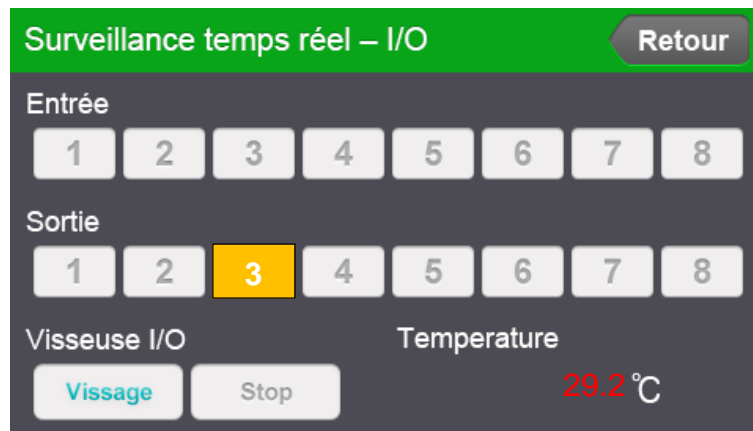 Surveillance temps réel – I/O Retour
Entrée
1 2 3 4 5 6 7 8
Sortie
1 2 3 4 5 6 7 8
Visseuse I/O Temperature
Vissage Stop 29.2 °C